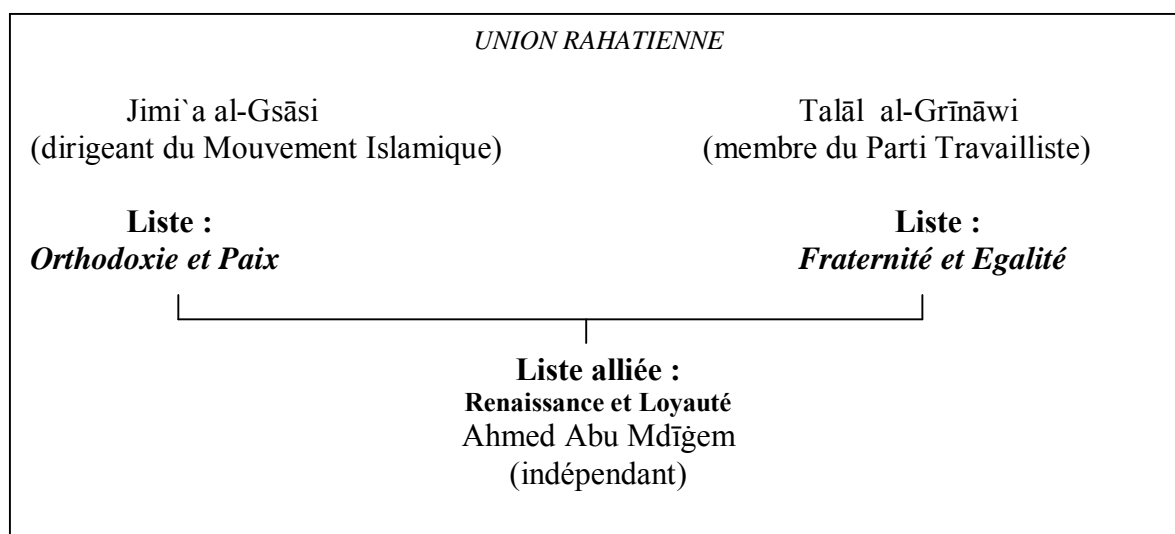 UNION RAHATIENNE
Jimi`a al-Gsāsi
(dirigeant du Mouvement Islamique)
Liste :
Orthodoxie et Paix
Talāl al-Grīnāwi
(membre du Parti Travailliste)
Liste :
Fraternité et Egalité
Liste alliée :
Renaissance et Loyauté
Ahmed Abu Mdīġem
(indépendant)